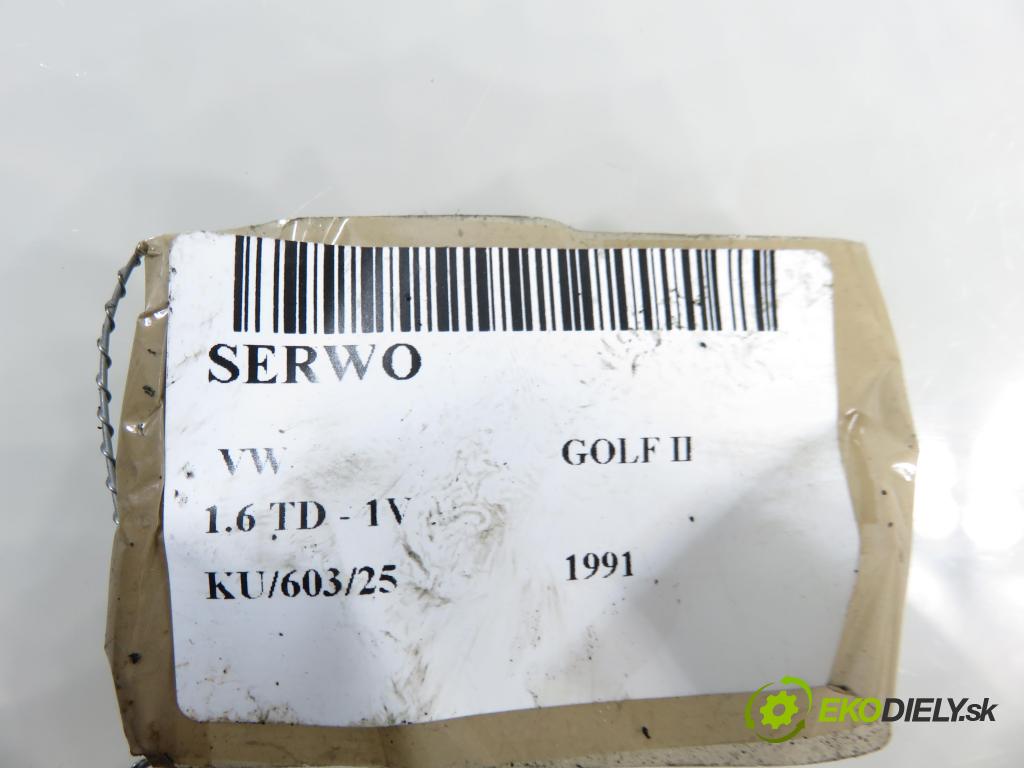 SERWO
VW GOLF II
1.6 TD - 1V
KU/603/25 1991
EKODIELY.sk